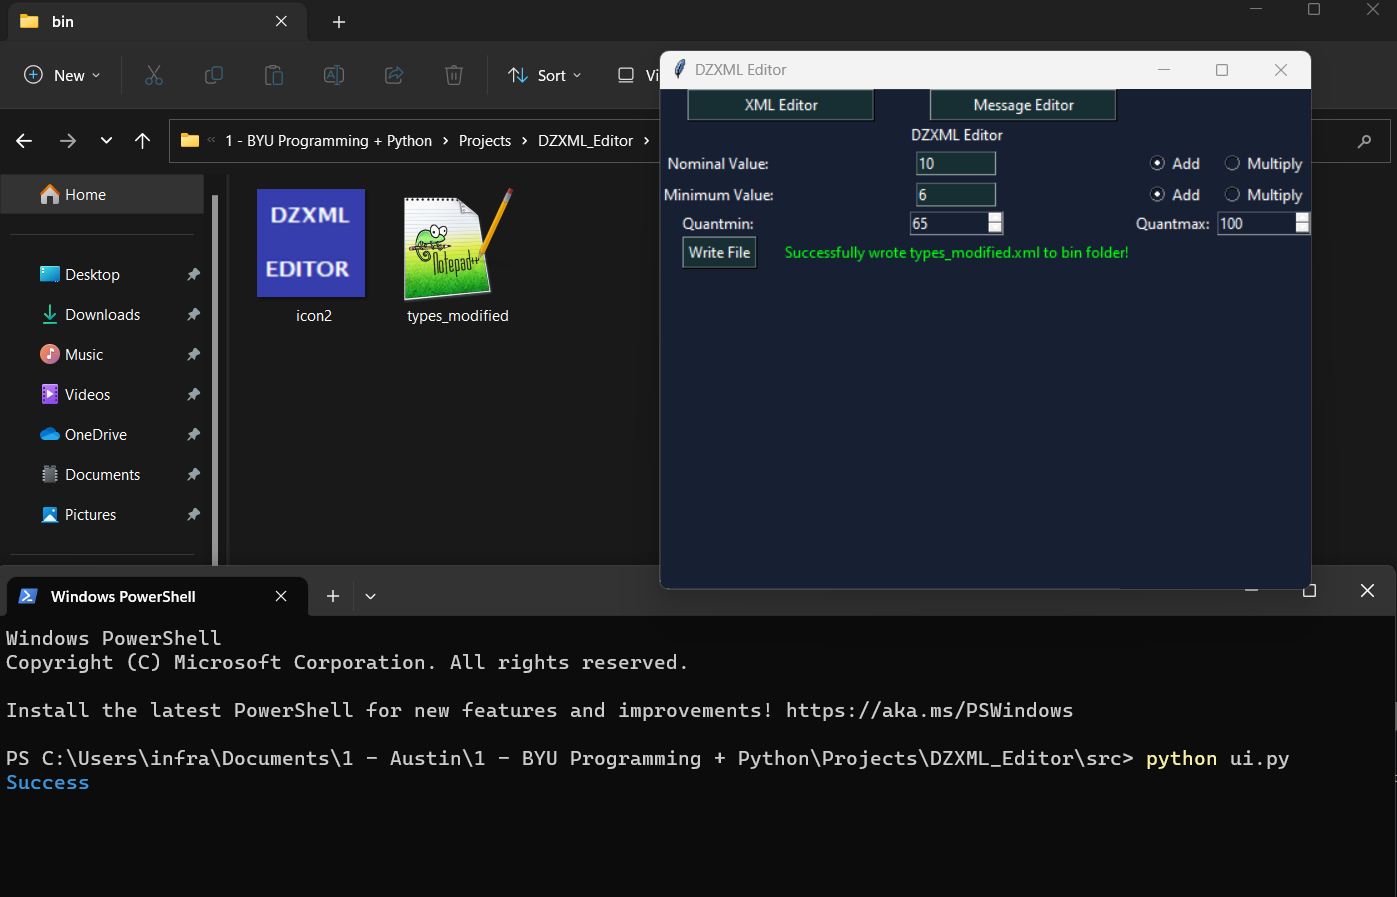 bin
New
Sort
1 - BYU Programming + Python > Projects > DZXML_Editor >
Home
Desktop
Downloads
Music
Videos
OneDrive
Documents
Pictures
DZXML
EDITOR
icon2
Notepad++
types_modified
DZXML Editor
XML Editor
Message Editor
DZXML Editor
Nominal Value: 10 Add Multiply
Minimum Value: 6 Add Multiply
Quantmin: 65 Quantmax: 100
Write File Successfully wrote types_modified.xml to bin folder!
Windows PowerShell
Windows PowerShell
Copyright (C) Microsoft Corporation. All rights reserved.
Install the latest PowerShell for new features and improvements! https://aka.ms/PSWindows
PS C:\Users\infra\Documents\1 - Austin\1 - BYU Programming + Python\Projects\DZXML_Editor\src> python ui.py
Success